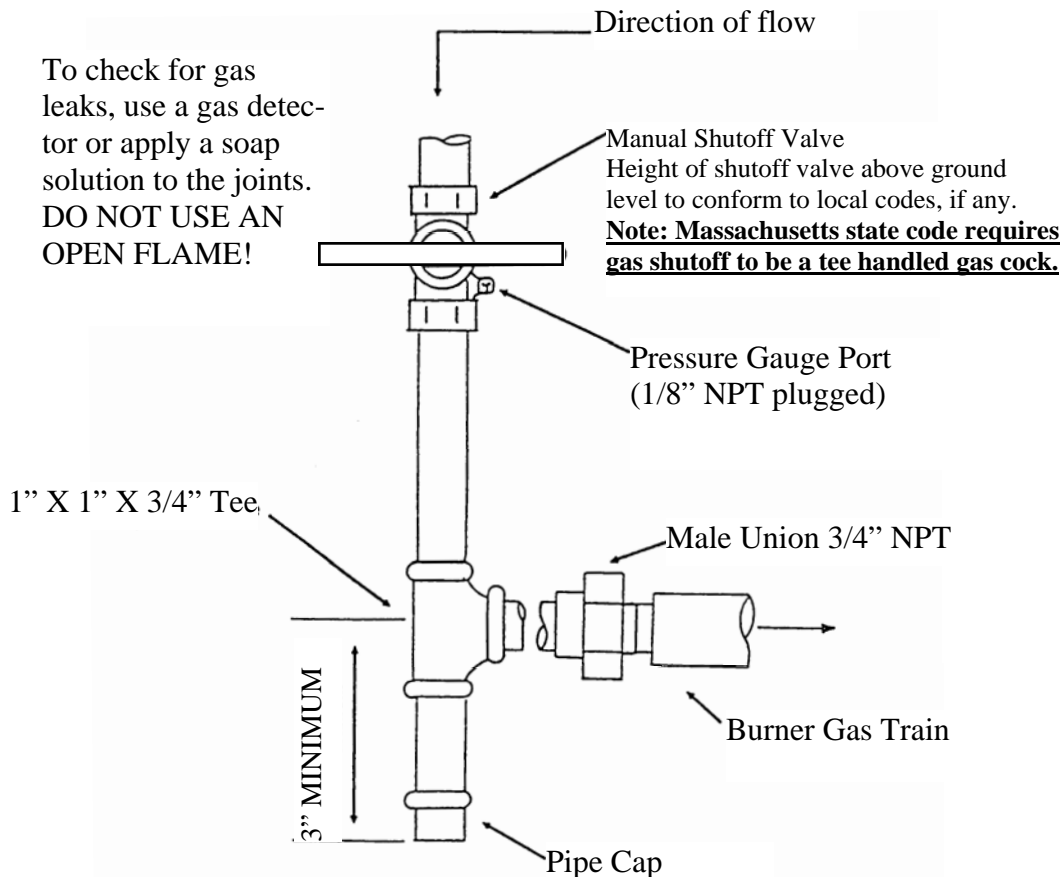 Direction of flow
To check for gas
leaks, use a gas detec-
tor or apply a soap
solution to the joints.
DO NOT USE AN
OPEN FLAME!
Manual Shutoff Valve
Height of shutoff valve above ground
level to conform to local codes, if any.
Note: Massachusetts state code requires
gas shutoff to be a tee handled gas cock.
Pressure Gauge Port
(1/8” NPT plugged)
1” X 1” X 3/4” Tee
Male Union 3/4” NPT
3” MINIMUM
Burner Gas Train
Pipe Cap